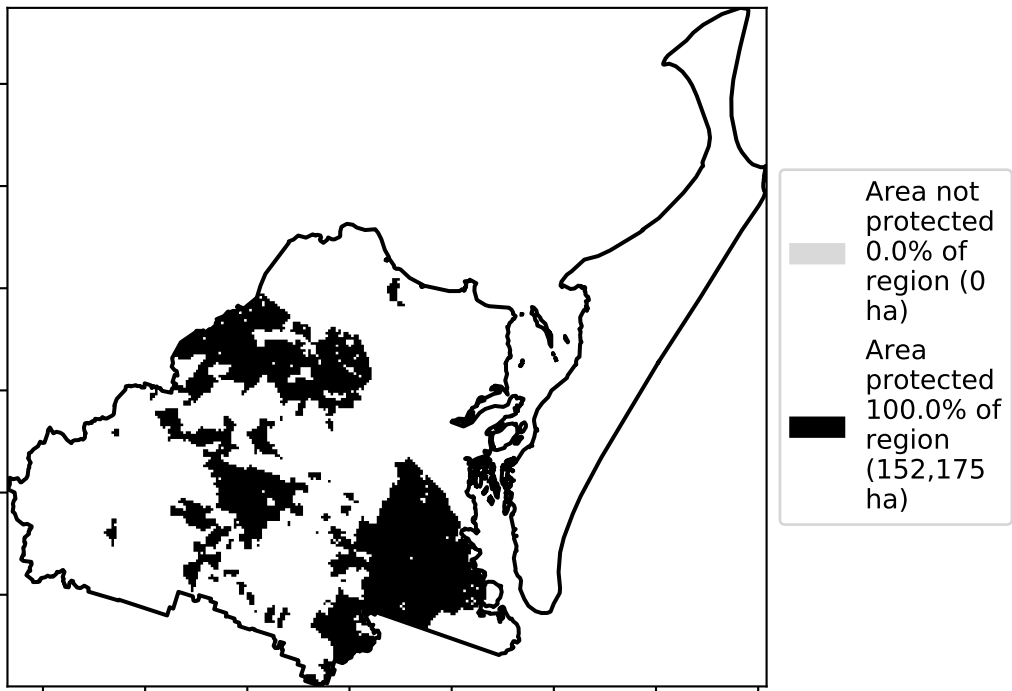 Area not
protected
0.0% of
region (0
ha)
Area
protected
100.0% of
region
(152,175
ha)